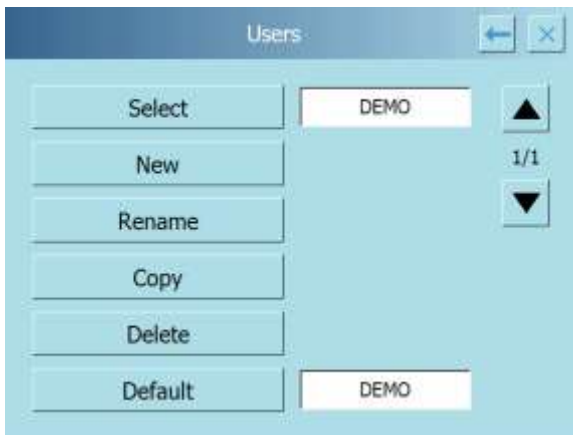 Users
Select DEMO
New 1/1
Rename
Copy
Delete
Default DEMO